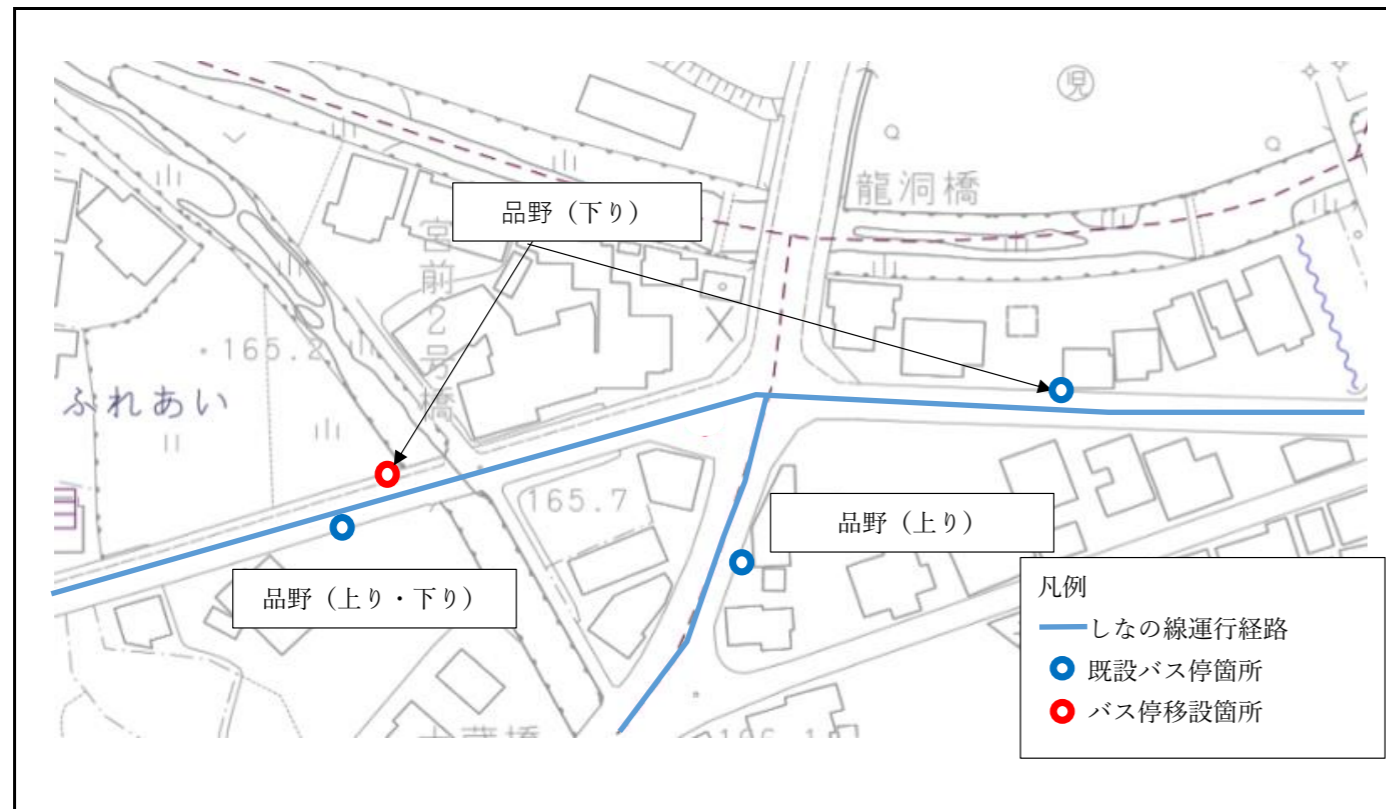 児
龍洞橋
品野（下り）
宮前2号橋
165.2
ふれあい
165.7
品野（上り）
品野（上り・下り）
凡例
しなの線運行経路
既設バス停箇所
バス停移設箇所